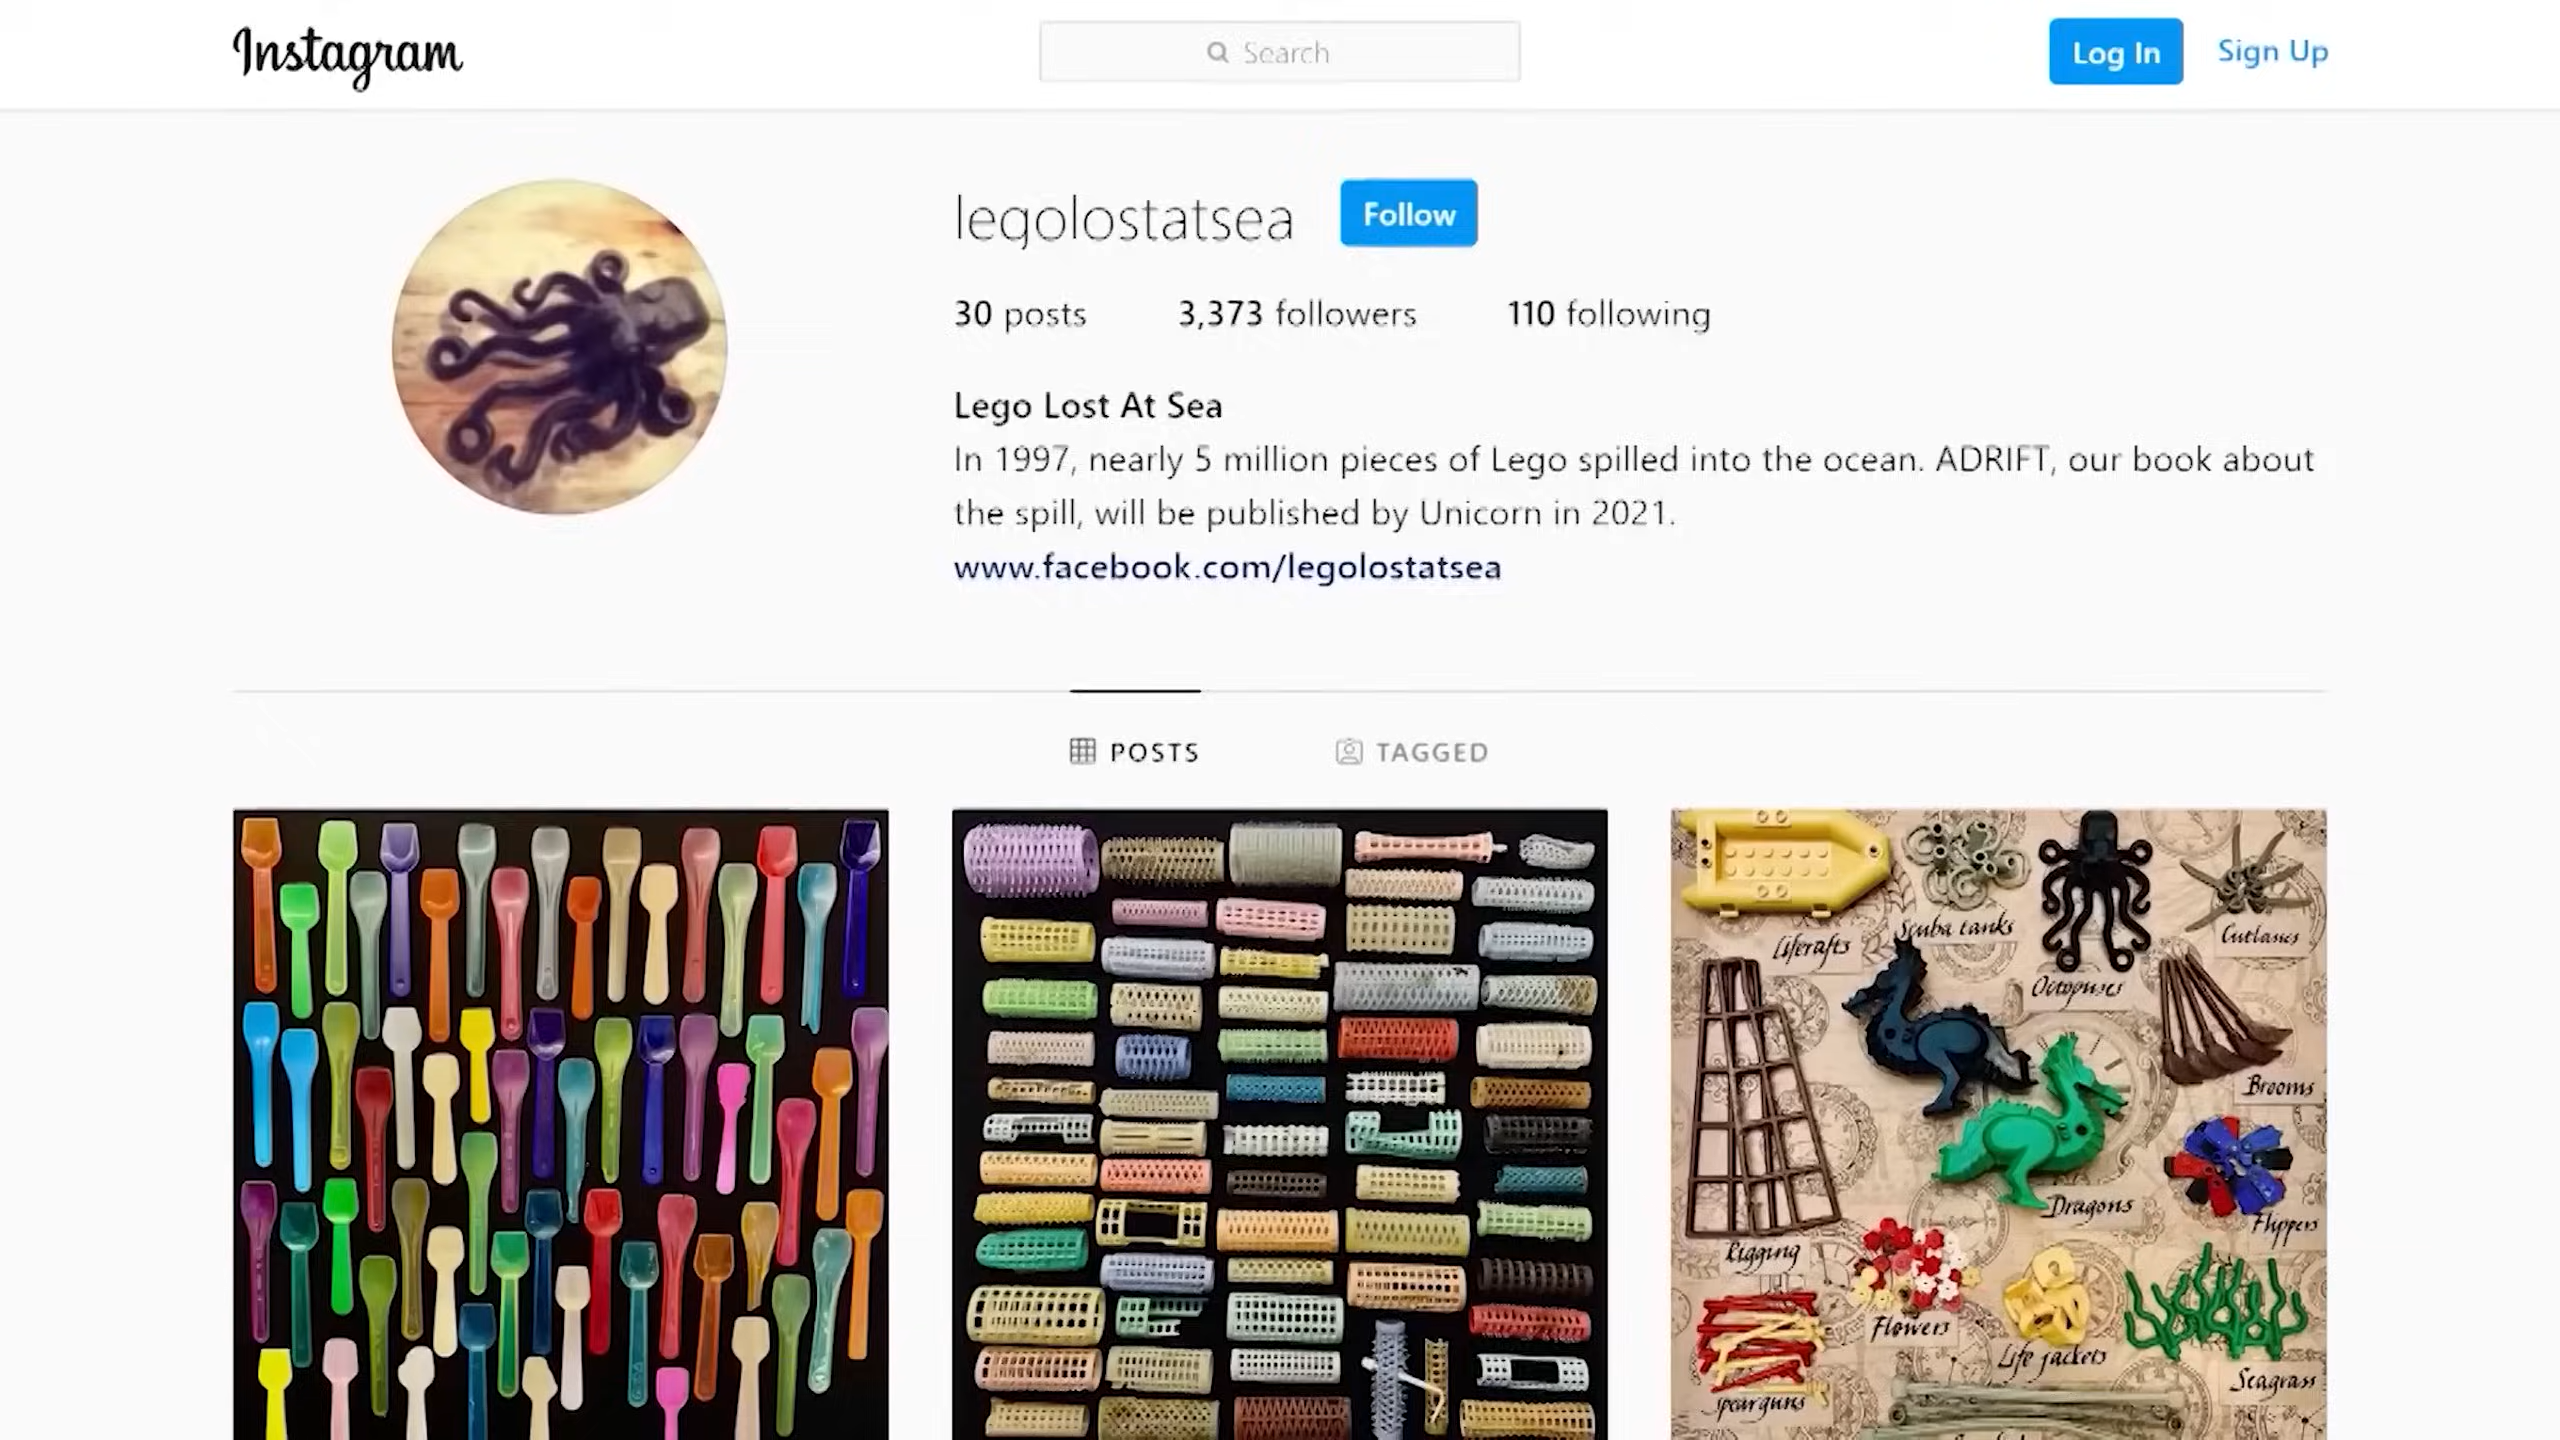 Instagram
Search
Log In
Sign Up
legolostatsea
Follow
30 posts
3,373 followers
110 following
Lego Lost At Sea
In 1997, nearly 5 million pieces of Lego spilled into the ocean. ADRIFT, our book about
the spill, will be published by Unicorn in 2021.
www.facebook.com/legolostatsea
POSTS
TAGGED
Liferafts
Scuba tanks
Octopuses
Cutlasses
Brooms
Dragons
Flippers
Rigging
Flowers
Life jackets
Seagrass
Spearguns